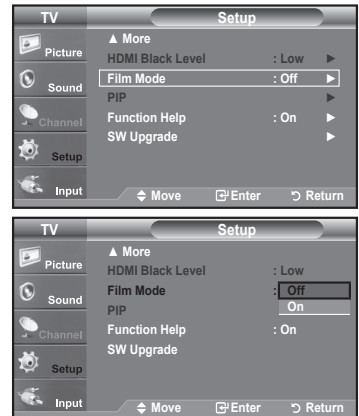 TV Setup
▲ More
Picture
HDMI Black Level : Low ►
Film Mode : Off ►
Sound
PIP ►
Channel
Function Help : On ►
SW Upgrade ►
Setup
Input
Move Enter Return
TV Setup
▲ More
Picture
HDMI Black Level : Low
Film Mode : Off
Sound
On
PIP
Channel
Function Help : On
SW Upgrade
Setup
Input
Move Enter Return